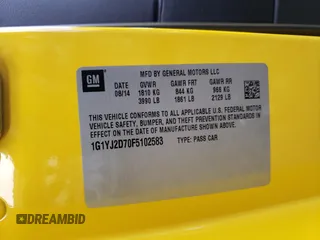 GM
MFD BY GENERAL MOTORS LLC
DATE GVWR GAWR FRT GAWR RR
08/14 1810 KG 844 KG 966 KG
3990 LB 1861 LB 2129 LB
THIS VEHICLE CONFORMS TO ALL APPLICABLE U.S. FEDERAL MOTOR
VEHICLE SAFETY, BUMPER, AND THEFT PREVENTION STANDARDS IN EFFECT
ON THE DATE OF MANUFACTURE SHOWN ABOVE.
1G1YJ2D70F5102583 TYPE: PASS CAR
DREAMBID